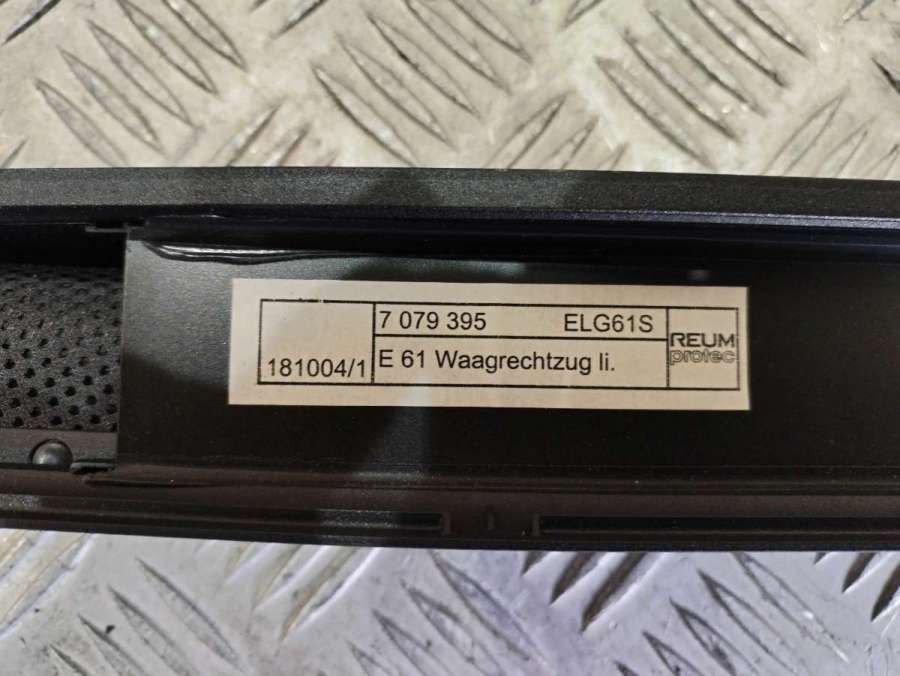 7 079 395 ELG61S
181004/1
E 61 Waagrechtzug li.
REUM
protec